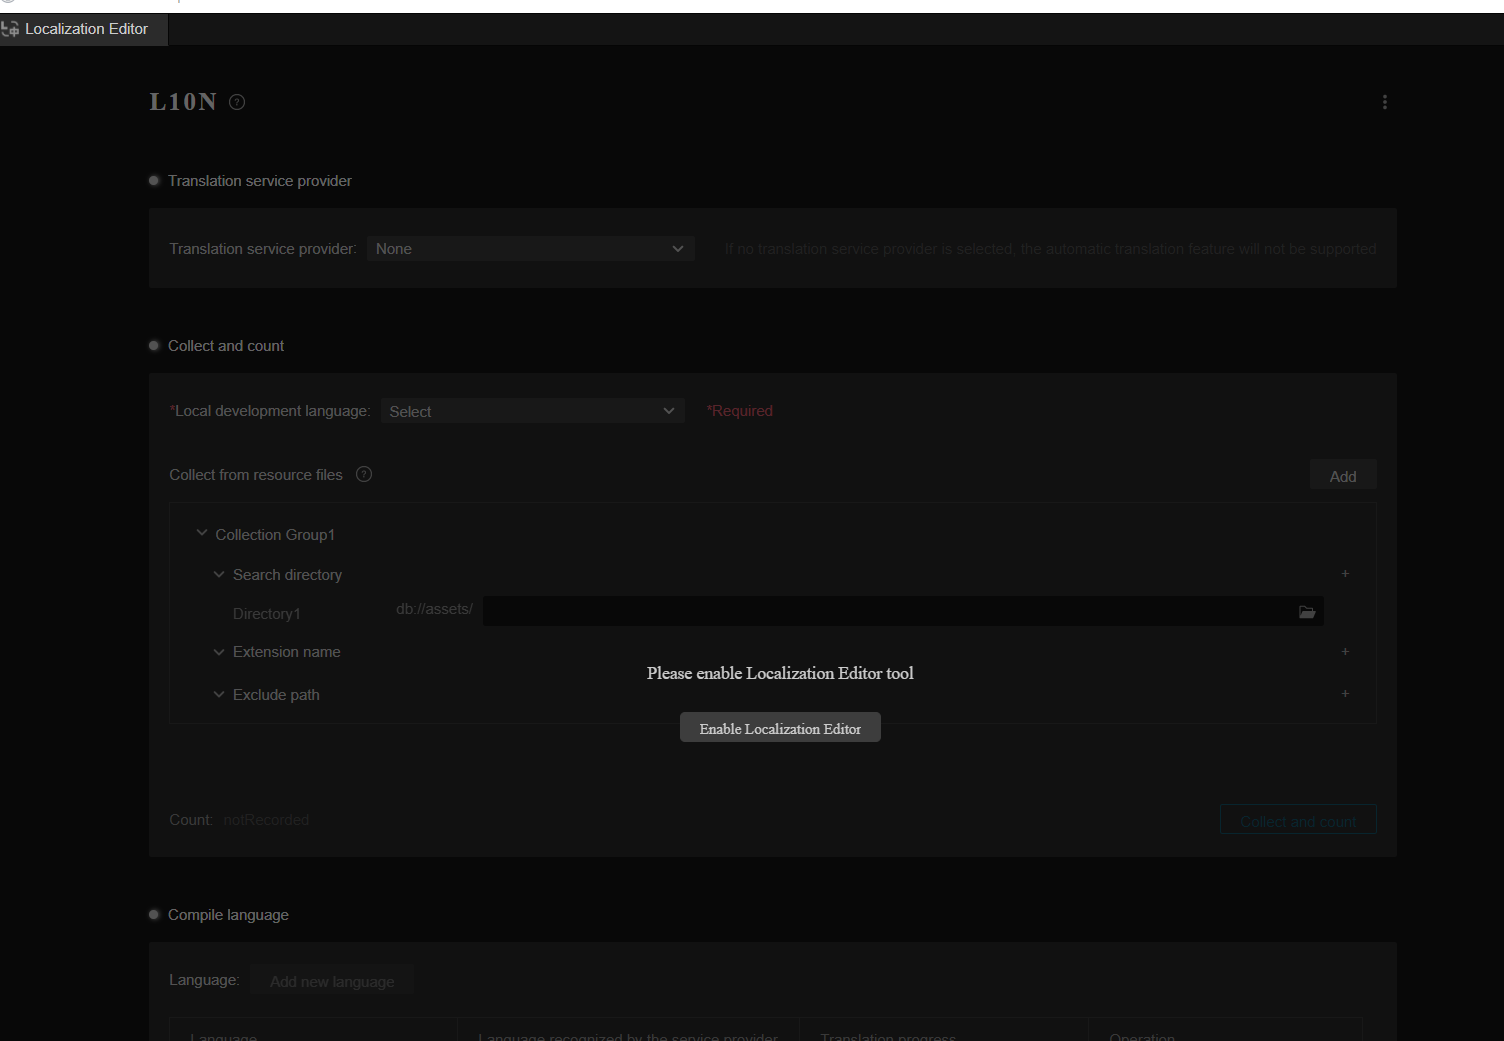 Localization Editor
L10N
Translation service provider
Translation service provider: None If no translation service provider is selected, the automatic translation feature will not be supported
Collect and count
*Local development language: Select *Required
Collect from resource files Add
Collection Group1
Search directory +
Directory1 db://assets/
Extension name +
Please enable Localization Editor tool
Exclude path +
Enable Localization Editor
Count: notRecorded Collect and count
Compile language
Language: Add new language
Language Language recognized by the service provider Translation progress Operation